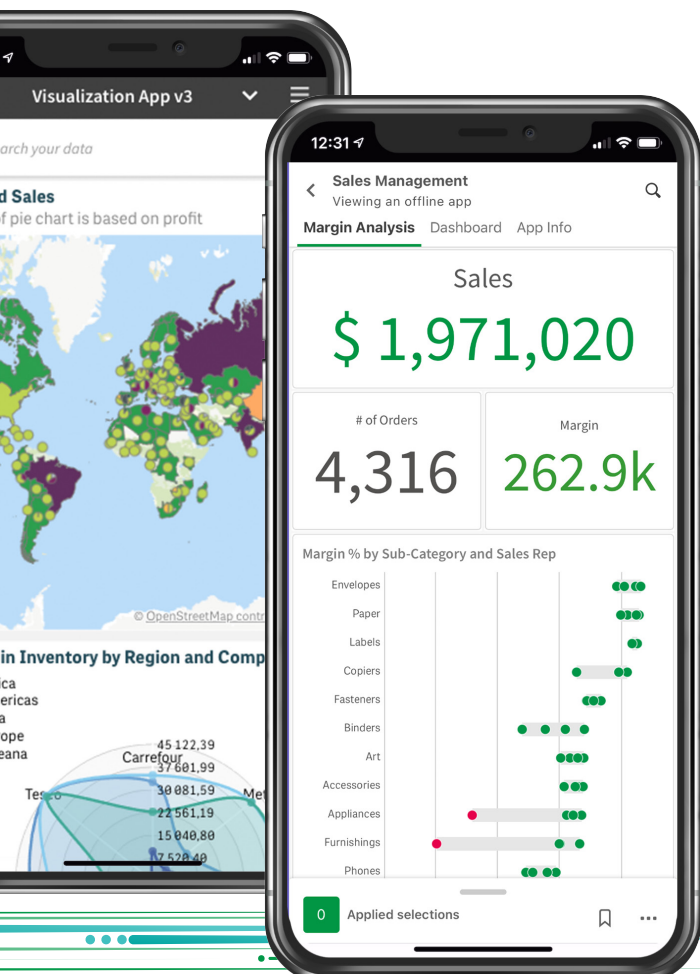 Visualization App v3
arch your data
d Sales
of pie chart is based on profit
© OpenStreetMap contr
in Inventory by Region and Comp
ica
ericas
a
ope
eana
45 122,39
Carrefour
37 601,99
30 081,59
Tesco
Met
22 561,19
15 040,80
7 520,40
12:31
Sales Management
Viewing an offline app
Margin Analysis Dashboard App Info
Sales
$ 1,971,020
# of Orders
4,316
Margin
262.9k
Margin % by Sub-Category and Sales Rep
Envelopes
Paper
Labels
Copiers
Fasteners
Binders
Art
Accessories
Appliances
Furnishings
Phones
0 Applied selections